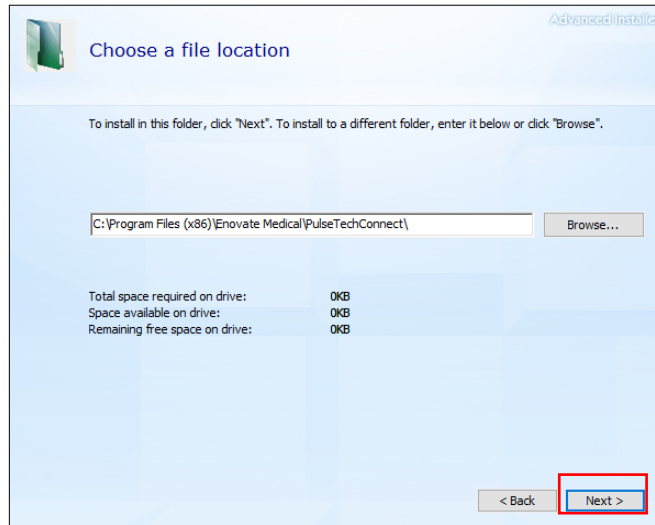 Advanced Installe
Choose a file location
To install in this folder, click "Next". To install to a different folder, enter it below or click "Browse".
C:\Program Files (x86)\Enovate Medical\PulseTechConnect\
Browse...
Total space required on drive: 0KB
Space available on drive: 0KB
Remaining free space on drive: 0KB
< Back Next >